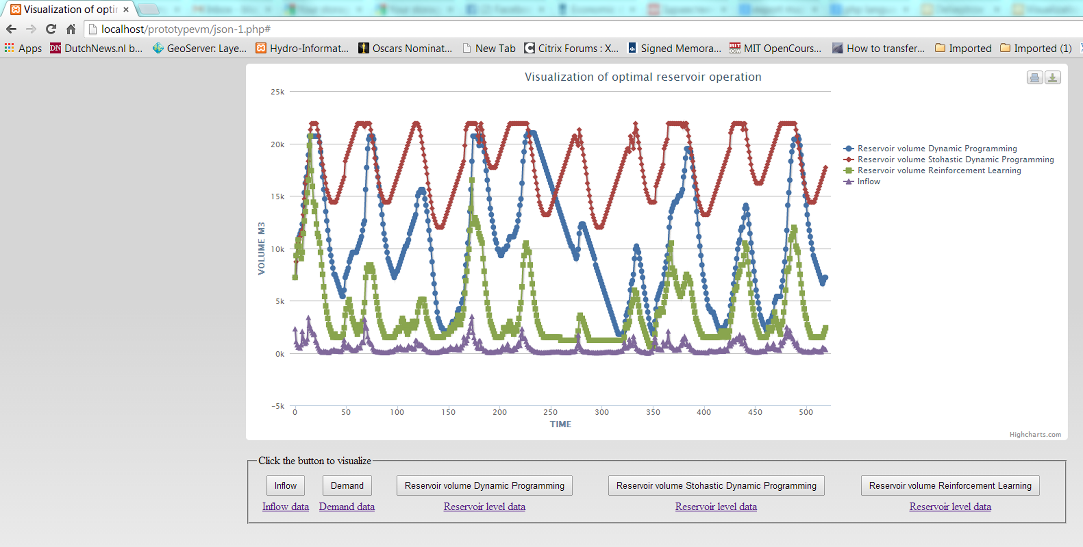 Visualization of opti
localhost/prototypevm/json-1.php#
Apps DutchNews.nl b... GeoServer: Laye... Hydro-Informat... Oscars Nominat... New Tab Citrix Forums : X... Signed Memora... MIT OpenCours... How to transfer... Imported Imported (1)
Visualization of optimal reservoir operation
25k
20k
15k
10k
5k
0k
-5k
VOLUME M3
0 50 100 150 200 250 300 350 400 450 500
TIME
Reservoir volume Dynamic Programming
Reservoir volume Stohastic Dynamic Programming
Reservoir volume Reinforcement Learning
Inflow
Highcharts.com
Click the button to visualize
Inflow Demand Reservoir volume Dynamic Programming Reservoir volume Stohastic Dynamic Programming Reservoir volume Reinforcement Learning
Inflow data Demand data Reservoir level data Reservoir level data Reservoir level data